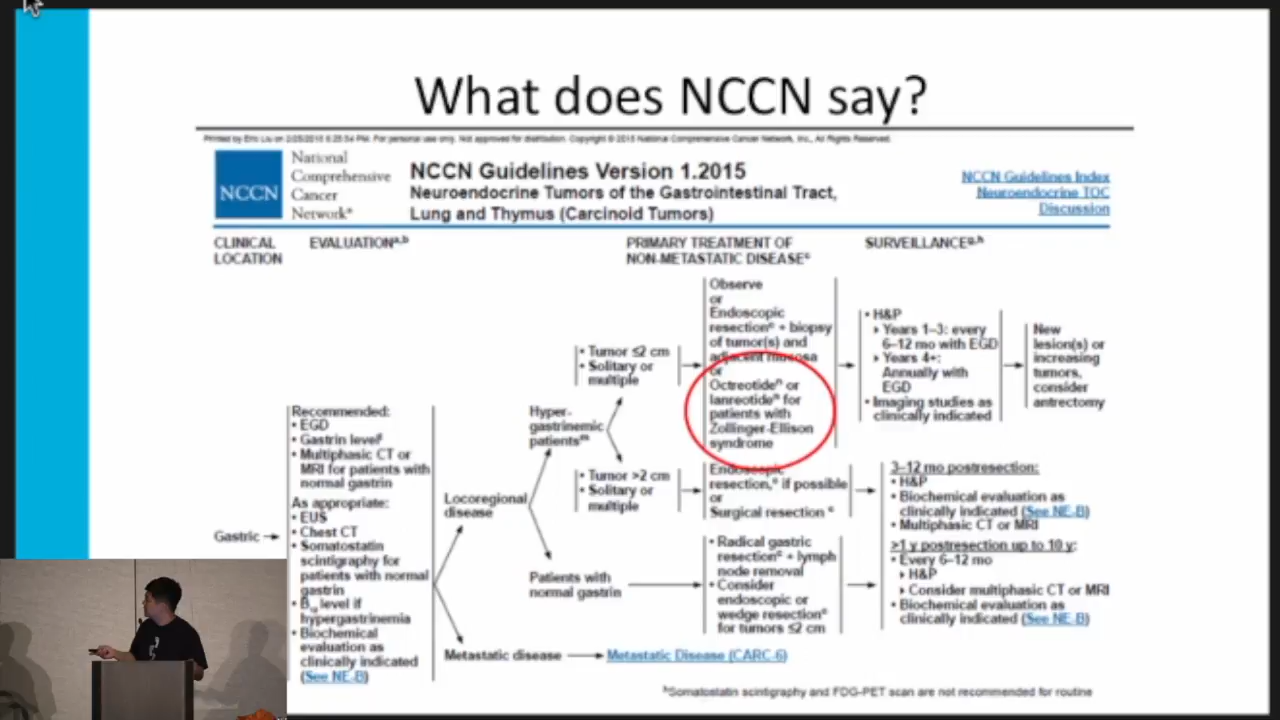 What does NCCN say?
Printed by Eric Liu on 2/25/2015 6:25:54 PM. For personal use only. Not approved for distribution. Copyright © 2015 National Comprehensive Cancer Network, Inc., All Rights Reserved.
NCCN
National
Comprehensive
Cancer
Network®
NCCN Guidelines Version 1.2015
Neuroendocrine Tumors of the Gastrointestinal Tract,
Lung and Thymus (Carcinoid Tumors)
NCCN Guidelines Index
Neuroendocrine TOC
Discussion
CLINICAL
LOCATION
EVALUATIONa,b
PRIMARY TREATMENT OF
NON-METASTATIC DISEASEc
SURVEILLANCEg,h
Gastric
Recommended:
• EGD
• Gastrin level
• Multiphasic CT or
MRI for patients with
normal gastrin
As appropriate:
• EUS
• Chest CT
• Somatostatin
scintigraphy for
patients with normal
gastrin
• B12 level if
hypergastrinemia
• Biochemical
evaluation as
clinically indicated
(See NE-B)
Locoregional
disease
Hyper-
gastrinemic
patientsm
• Tumor ≤2 cm
• Solitary or
multiple
Observe
or
Endoscopic
resectione + biopsy
of tumor(s) and
adjacent mucosa
or
Octreotiden or
lanreotiden for
patients with
Zollinger-Ellison
syndrome
• H&P
▸ Years 1–3: every
6–12 mo with EGD
▸ Years 4+:
Annually with
EGD
• Imaging studies as
clinically indicated
New
lesion(s) or
increasing
tumors,
consider
antrectomy
• Tumor >2 cm
• Solitary or
multiple
Endoscopic
resection,e if possible
or
Surgical resection c
Patients with
normal gastrin
• Radical gastric
resectionc + lymph
node removal
• Consider
endoscopic or
wedge resectione
for tumors ≤2 cm
3–12 mo postresection:
• H&P
• Biochemical evaluation as
clinically indicated (See NE-B)
• Multiphasic CT or MRI
>1 y postresection up to 10 y:
• Every 6–12 mo
▸ H&P
▸ Consider multiphasic CT or MRI
• Biochemical evaluation as
clinically indicated (See NE-B)
Metastatic disease
Metastatic Disease (CARC-6)
hSomatostatin scintigraphy and FDG-PET scan are not recommended for routine